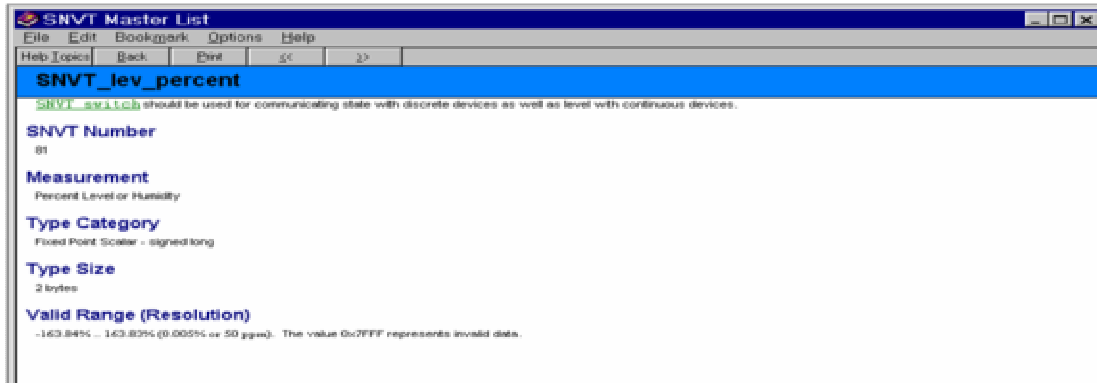 SNVT Master List
File Edit Bookmark Options Help
Help Topics Back Print << >>
SNVT_lev_percent
SNVT_switch should be used for communicating state with discrete devices as well as level with continuous devices.
SNVT Number
81
Measurement
Percent Level or Humidity
Type Category
Fixed Point Scalar - signed long
Type Size
2 bytes
Valid Range (Resolution)
-163.84% .. 163.83% (0.005% or 50 ppm). The value 0x7FFF represents invalid data.